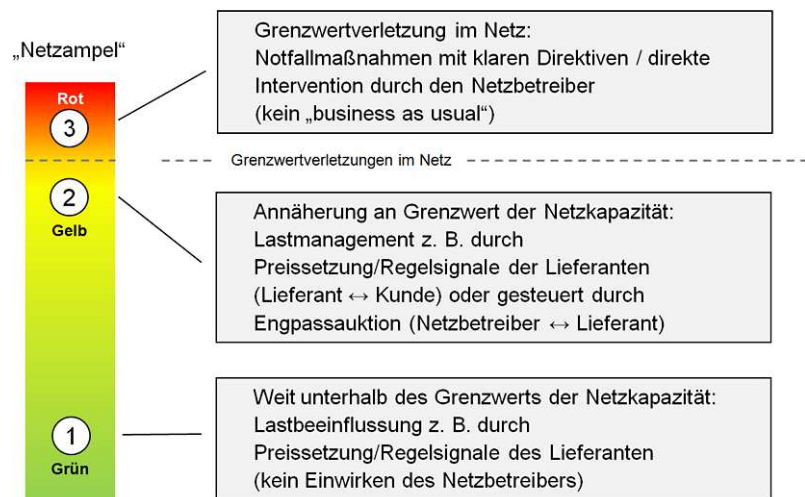 „Netzampel“
Rot
3
Grenzwertverletzung im Netz:
Notfallmaßnahmen mit klaren Direktiven / direkte
Intervention durch den Netzbetreiber
(kein „business as usual“)
Grenzwertverletzungen im Netz
2
Gelb
Annäherung an Grenzwert der Netzkapazität:
Lastmanagement z. B. durch
Preissetzung/Regelsignale der Lieferanten
(Lieferant ↔ Kunde) oder gesteuert durch
Engpassauktion (Netzbetreiber ↔ Lieferant)
1
Grün
Weit unterhalb des Grenzwerts der Netzkapazität:
Lastbeeinflussung z. B. durch
Preissetzung/Regelsignale des Lieferanten
(kein Einwirken des Netzbetreibers)